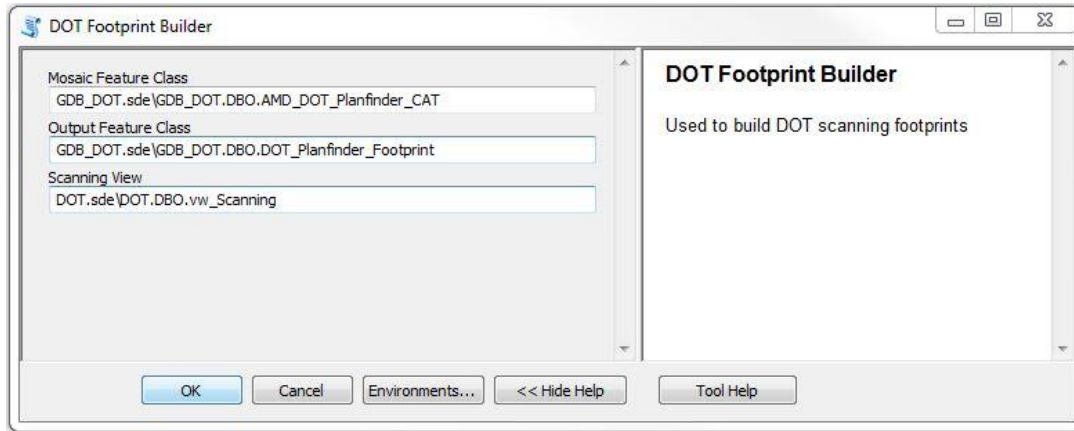 DOT Footprint Builder
Mosaic Feature Class
GDB_DOT.sde\GDB_DOT.DBO.AMD_DOT_Planfinder_CAT
Output Feature Class
GDB_DOT.sde\GDB_DOT.DBO.DOT_Planfinder_Footprint
Scanning View
DOT.sde\DOT.DBO.vw_Scanning
DOT Footprint Builder
Used to build DOT scanning footprints
OK
Cancel
Environments...
<< Hide Help
Tool Help